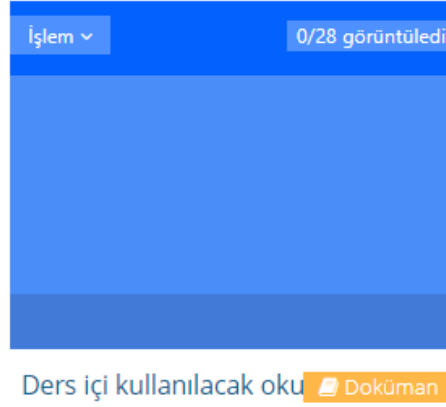 İşlem
0/28 görüntüledi
Ders içi kullanılacak oku
Doküman